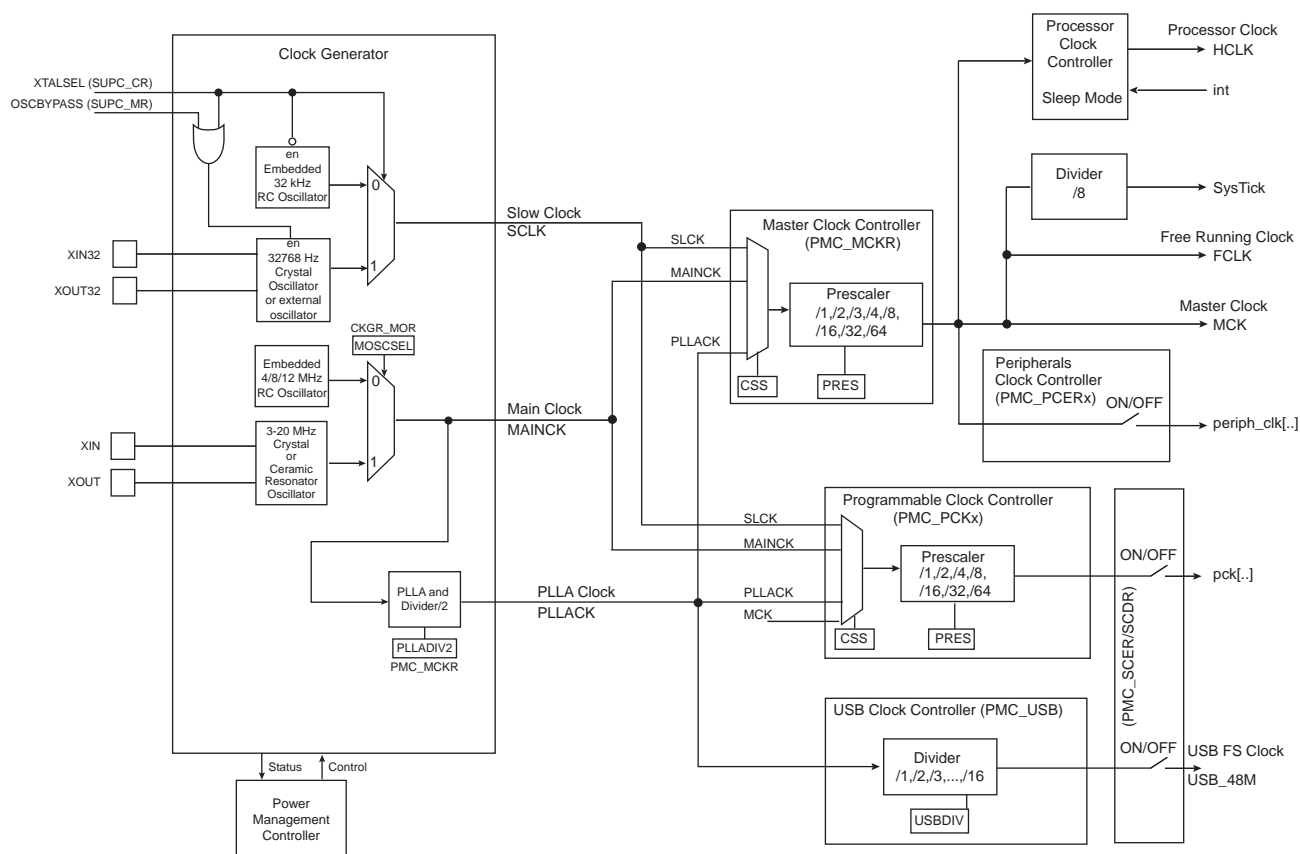 Clock Generator
XTALSEL (SUPC_CR)
OSCBYPASS (SUPC_MR)
en
Embedded
32 kHz
RC Oscillator
0
en
32768 Hz
Crystal
Oscillator
or external
oscillator
1
XIN32
XOUT32
Slow Clock
SCLK
CKGR_MOR
MOSCSEL
Embedded
4/8/12 MHz
RC Oscillator
0
3-20 MHz
Crystal
or
Ceramic
Resonator
Oscillator
1
XIN
XOUT
Main Clock
MAINCK
PLLA and
Divider/2
PLLADIV2
PMC_MCKR
PLLA Clock
PLLACK
Status
Control
Power
Management
Controller
Master Clock Controller
(PMC_MCKR)
SLCK
MAINCK
PLLACK
Prescaler
/1,/2,/3,/4,/8,
/16,/32,/64
CSS
PRES
Processor
Clock
Controller
Sleep Mode
Processor Clock
HCLK
int
Divider
/8
SysTick
Free Running Clock
FCLK
Master Clock
MCK
Peripherals
Clock Controller
(PMC_PCERx)
ON/OFF
periph_clk[..]
Programmable Clock Controller
(PMC_PCKx)
SLCK
MAINCK
PLLACK
MCK
Prescaler
/1,/2,/4,/8,
/16,/32,/64
CSS
PRES
ON/OFF
pck[..]
(PMC_SCER/SCDR)
USB Clock Controller (PMC_USB)
Divider
/1,/2,/3,...,/16
USBDIV
ON/OFF
USB FS Clock
USB_48M